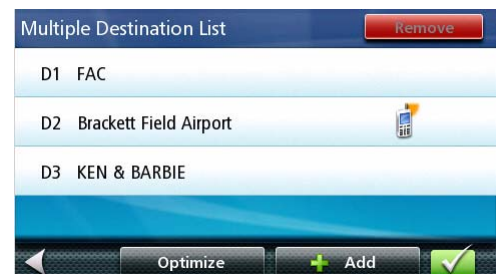 Multiple Destination List Remove
D1 FAC
D2 Brackett Field Airport
D3 KEN & BARBIE
Optimize Add